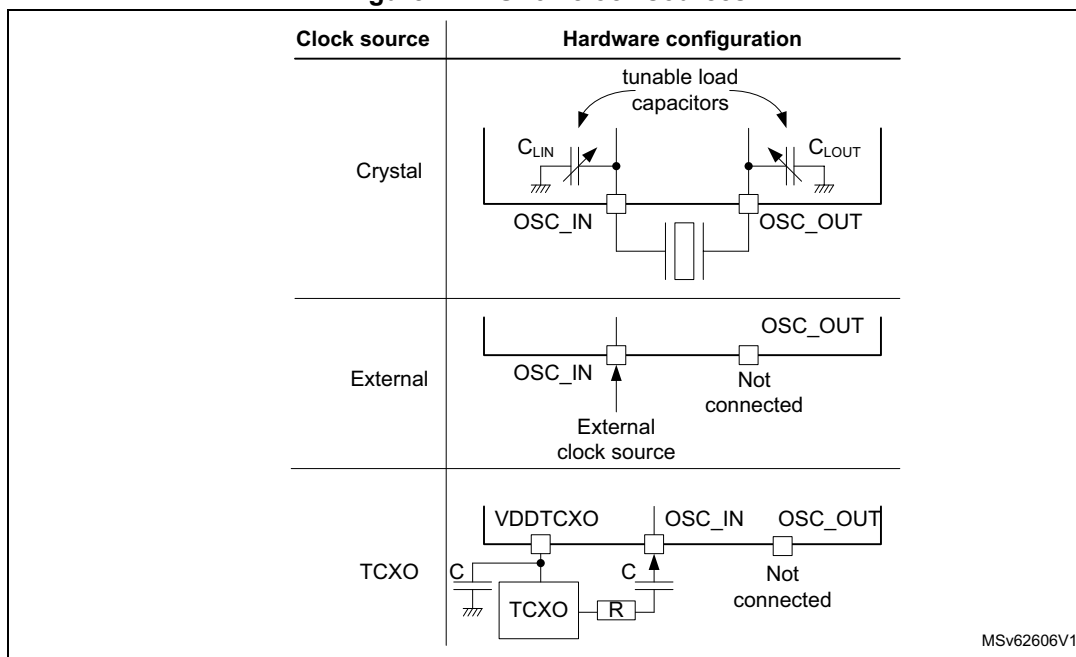 Clock source Hardware configuration
tunable load
capacitors
CLIN CLOUT
Crystal
OSC_IN OSC_OUT
OSC_OUT
OSC_IN
External
Not
connected
External
clock source
VDDTCXO OSC_IN OSC_OUT
TCXO
C C
Not
connected
TCXO R
MSv62606V1